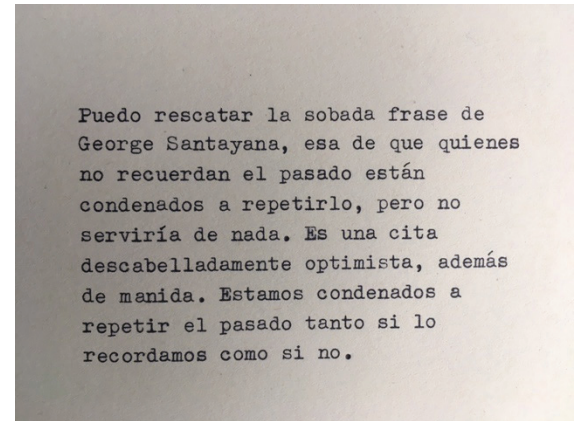 Puedo rescatar la sobada frase de
George Santayana, esa de que quienes
no recuerdan el pasado están
condenados a repetirlo, pero no
serviría de nada. Es una cita
descabelladamente optimista, además
de manida. Estamos condenados a
repetir el pasado tanto si lo
recordamos como si no.